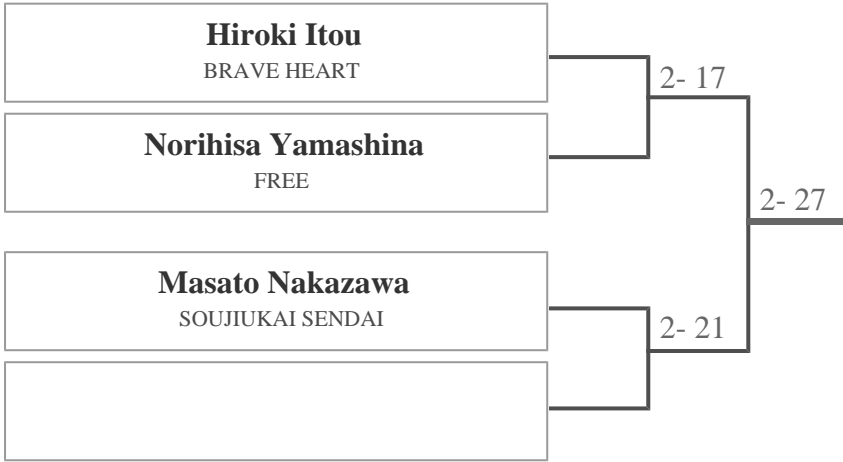 Hiroki Itou
BRAVE HEART
2- 17
Norihisa Yamashina
FREE
2- 27
Masato Nakazawa
SOUJIUKAI SENDAI
2- 21